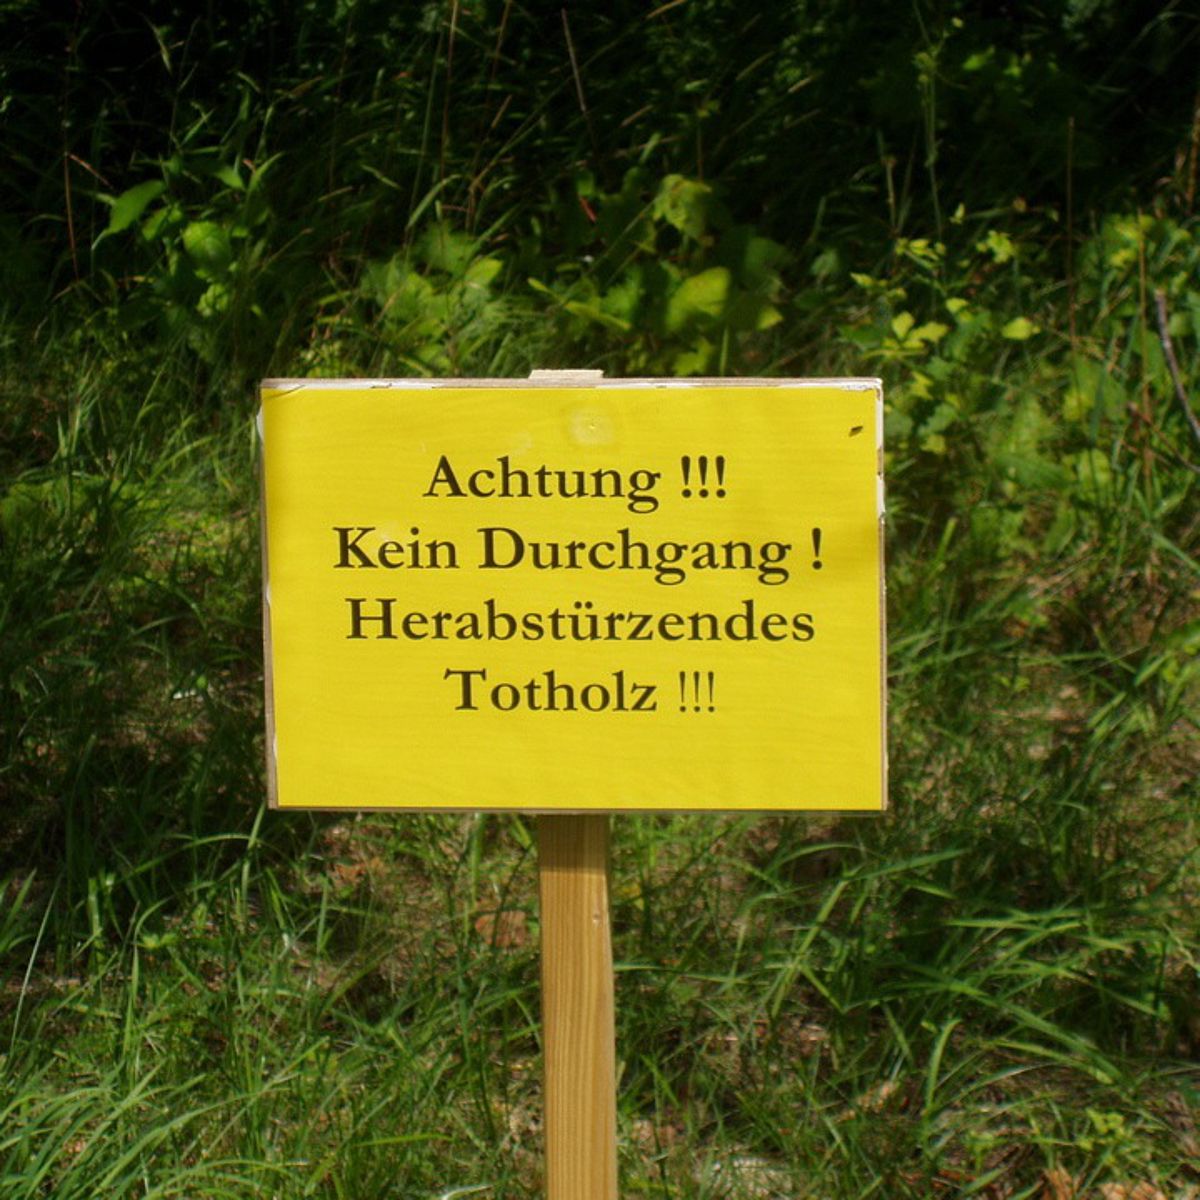 Achtung !!!
Kein Durchgang !
Herabstürzendes
Totholz !!!